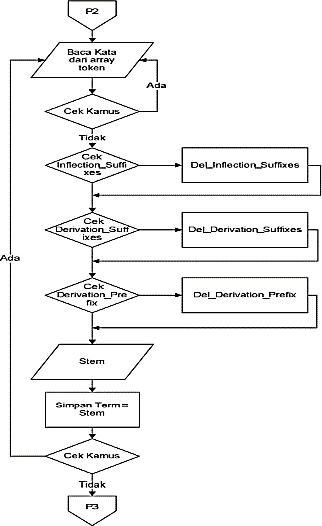 P2
Baca Kata
dan array
token
Ada
Cek Kamus
Tidak
Cek
Inflection_Suffi
xes
Del_Inflection_Suffixes
Cek
Derivation_Suff
ixes
Del_Derivation_Suffixes
Ada
Cek
Derivation_Pre
fix
Del_Derivation_Prefix
Stem
Simpan Term =
Stem
Cek Kamus
Tidak
P3